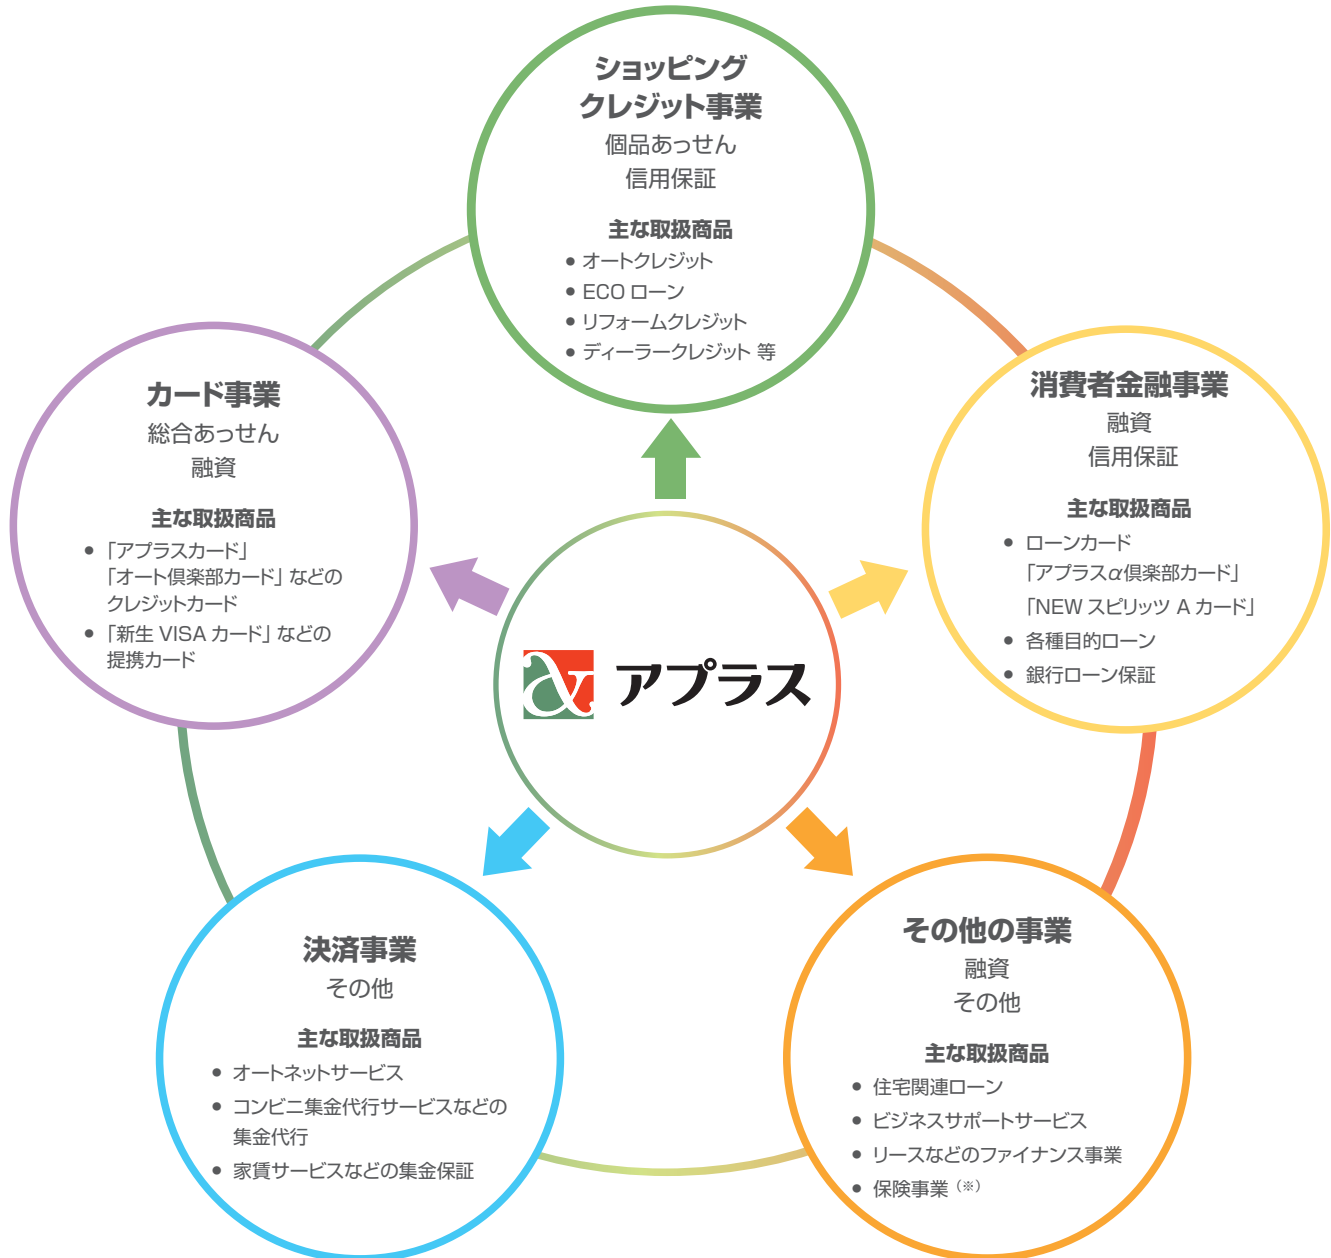 ショッピング
クレジット事業
個品あっせん
信用保証
主な取扱商品
• オートクレジット
• ECO ローン
• リフォームクレジット
• ディーラークレジット 等
カード事業
総合あっせん
融資
主な取扱商品
• 「アプラスカード」
「オート倶楽部カード」などの
クレジットカード
• 「新生 VISA カード」などの
提携カード
消費者金融事業
融資
信用保証
主な取扱商品
• ローンカード
「アプラスα倶楽部カード」
「NEW スピリッツ A カード」
• 各種目的ローン
• 銀行ローン保証
& アプラス
決済事業
その他
主な取扱商品
• オートネットサービス
• コンビニ集金代行サービスなどの
集金代行
• 家賃サービスなどの集金保証
その他の事業
融資
その他
主な取扱商品
• 住宅関連ローン
• ビジネスサポートサービス
• リースなどのファイナンス事業
• 保険事業（※）